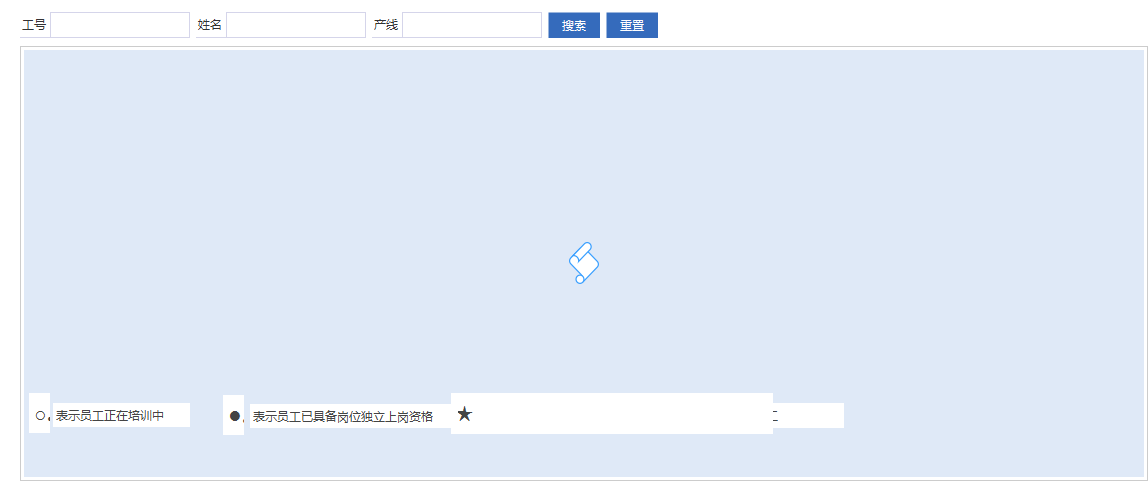 工号 姓名 产线 搜索 重置
○ 表示员工正在培训中 ● 表示员工已具备岗位独立上岗资格 ★